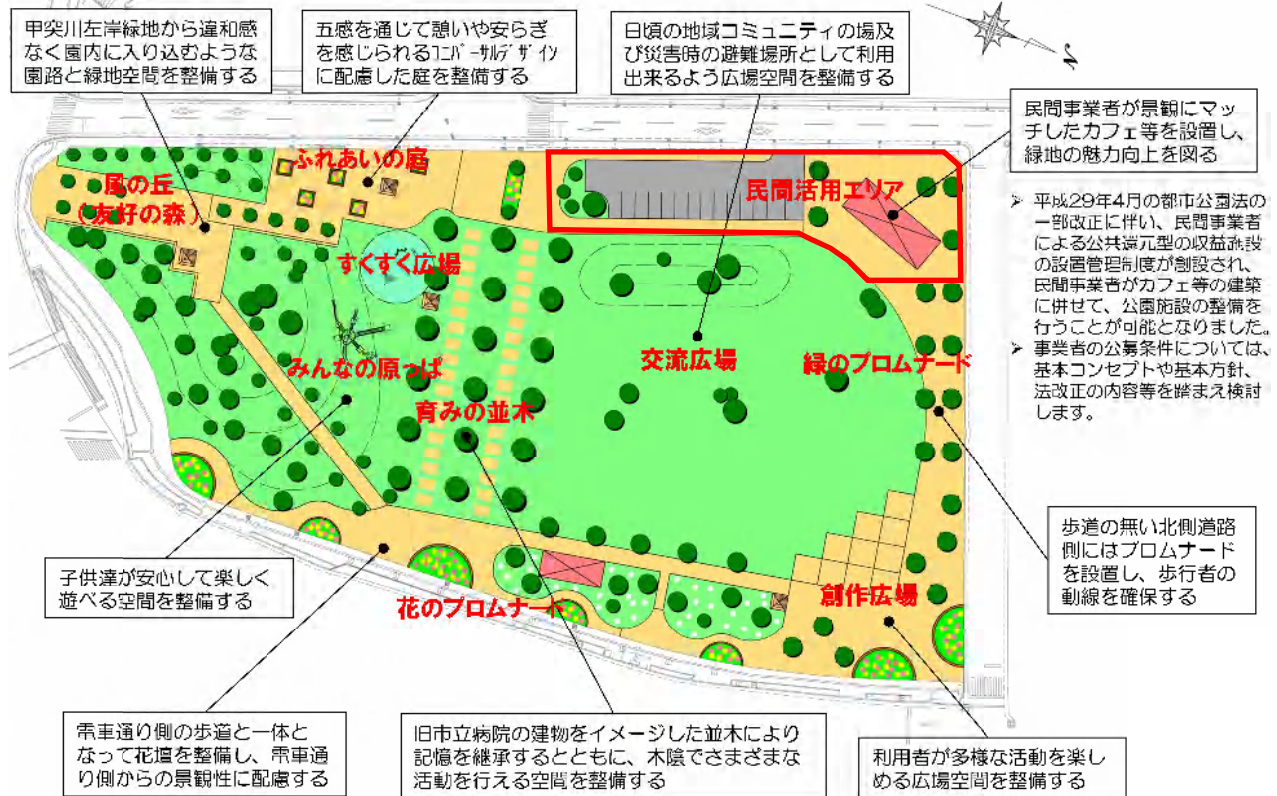 甲突川左岸緑地から違和感
なく園内に入り込むような
園路と緑地空間を整備する
五感を通じて憩いや安らぎ
を感じられるユニバーサルデザイン
に配慮した庭を整備する
日頃の地域コミュニティの場及
び災害時の避難場所として利用
出来るよう広場空間を整備する
N
民間事業者が景観にマッ
チしたカフェ等を設置し、
緑地の魅力向上を図る
➢ 平成29年4月の都市公園法の
一部改正に伴い、民間事業者
による公共還元型の収益施設
の設置管理制度が創設され、
民間事業者がカフェ等の建築
に併せて、公園施設の整備を
行うことが可能となりました。
➢ 事業者の公募条件については、
基本コンセプトや基本方針、
法改正の内容等を踏まえ検討
します。
ふれあいの庭
風の丘
(友好の森)
民間活用エリア
すくすく広場
みんなの原っぱ
交流広場
緑のプロムナード
育みの並木
花のプロムナード
創作広場
歩道の無い北側道路
側にはプロムナード
を設置し、歩行者の
動線を確保する
子供達が安心して楽しく
遊べる空間を整備する
電車通り側の歩道と一体と
なって花壇を整備し、電車通
り側からの景観性に配慮する
旧市立病院の建物をイメージした並木により
記憶を継承するとともに、木陰でさまざまな
活動を行える空間を整備する
利用者が多様な活動を楽し
める広場空間を整備する